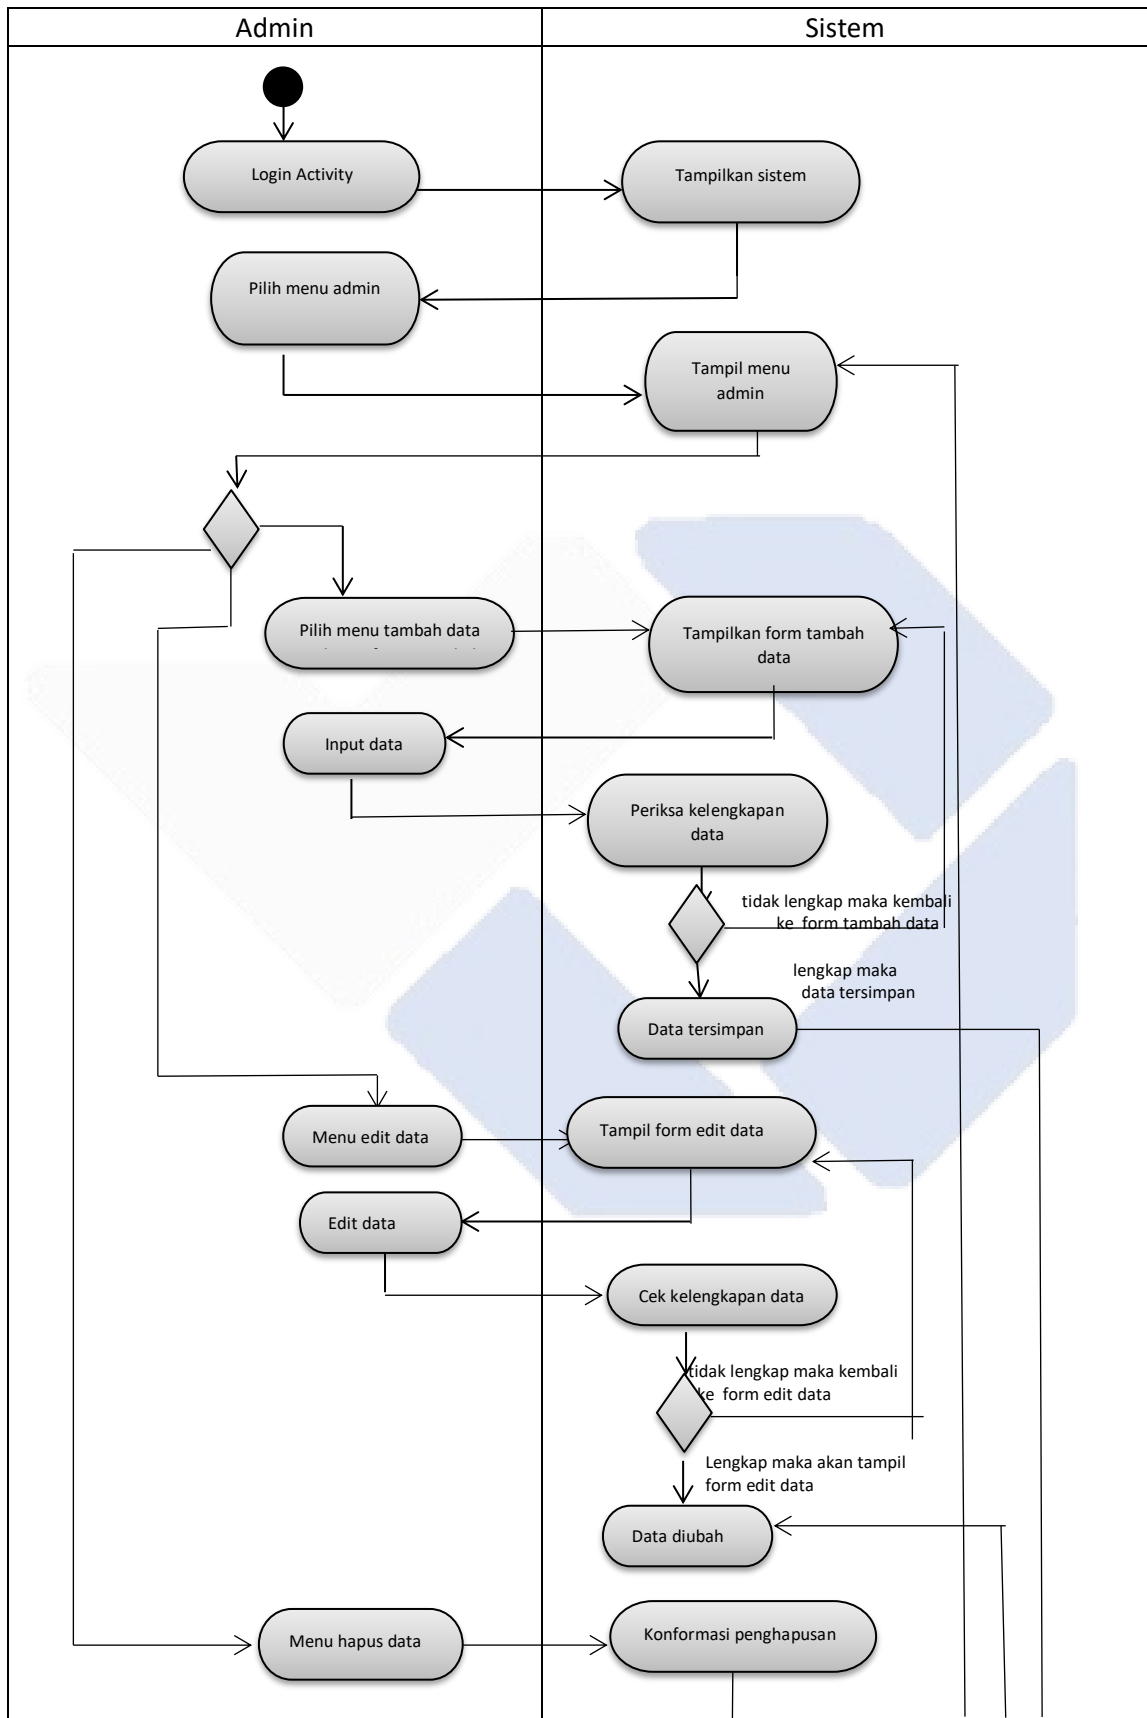 Admin
Sistem
Login Activity
Tampilkan sistem
Pilih menu admin
Tampil menu
admin
Pilih menu tambah data
Tampilkan form tambah
data
Input data
Periksa kelengkapan
data
tidak lengkap maka kembali
ke form tambah data
lengkap maka
data tersimpan
Data tersimpan
Menu edit data
Tampil form edit data
Edit data
Cek kelengkapan data
tidak lengkap maka kembali
ke form edit data
Lengkap maka akan tampil
form edit data
Data diubah
Menu hapus data
Konformasi penghapusan